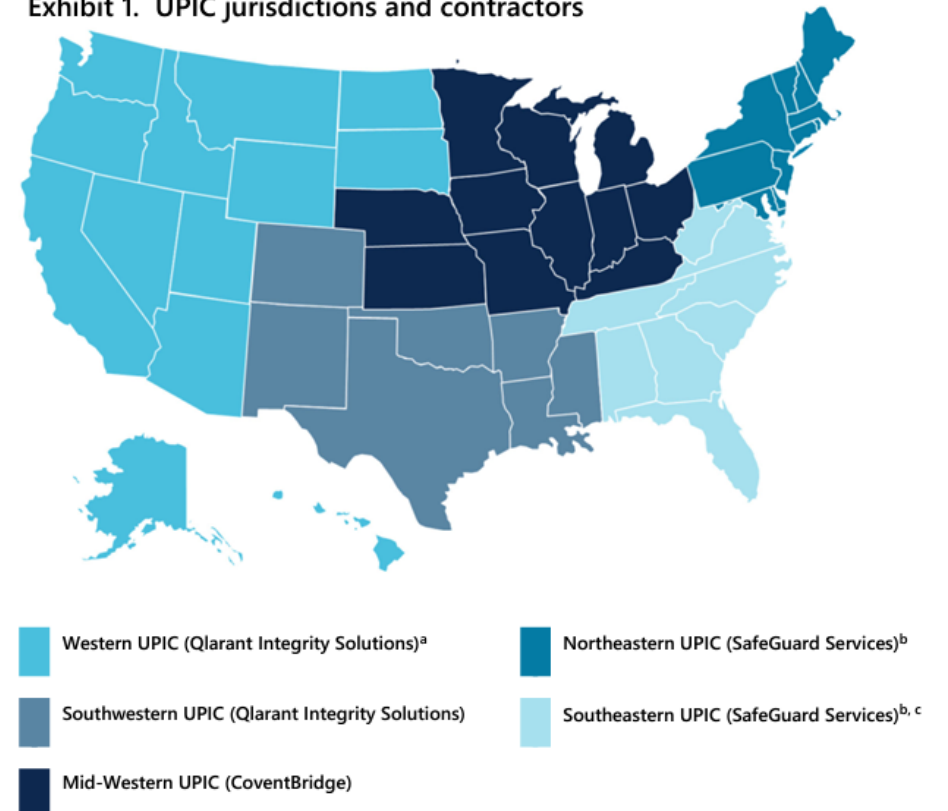 Exhibit 1. UPIC jurisdictions and contractors
Western UPIC (Qlarant Integrity Solutions)a
Southwestern UPIC (Qlarant Integrity Solutions)
Mid-Western UPIC (CoventBridge)
Northeastern UPIC (SafeGuard Services)b
Southeastern UPIC (SafeGuard Services)b, c